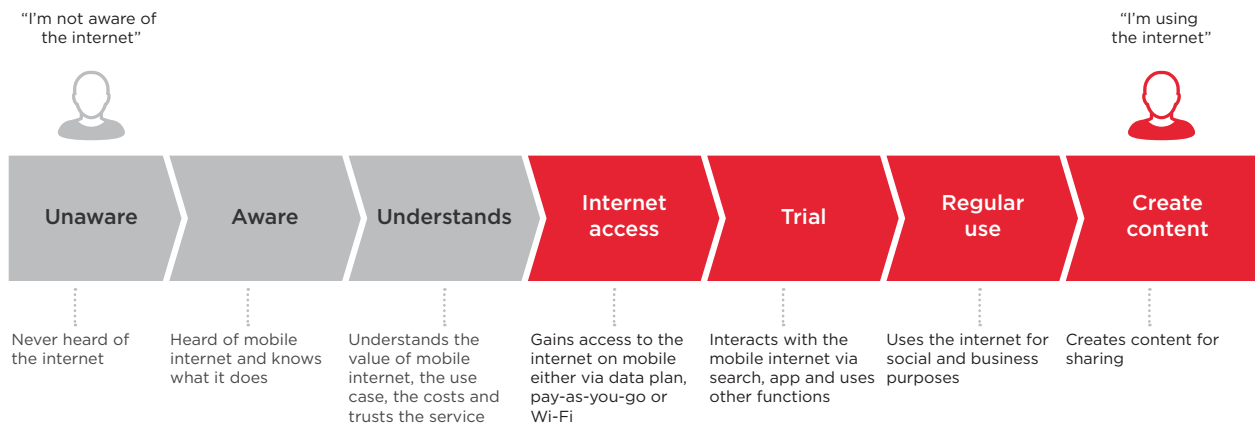 “I’m not aware of
the internet”
“I’m using
the internet”
Unaware
Aware
Understands
Internet
access
Trial
Regular
use
Create
content
Never heard of
the internet
Heard of mobile
internet and knows
what it does
Understands the
value of mobile
internet, the use
case, the costs and
trusts the service
Gains access to the
internet on mobile
either via data plan,
pay-as-you-go or
Wi-Fi
Interacts with the
mobile internet via
search, app and uses
other functions
Uses the internet for
social and business
purposes
Creates content for
sharing